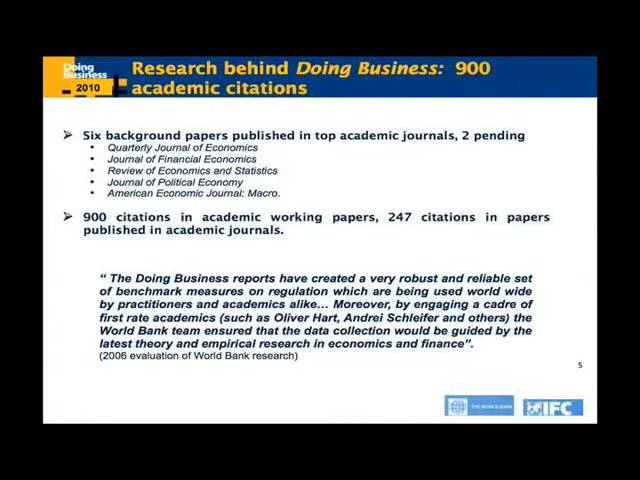 Doing
Business
2010
Research behind Doing Business: 900
academic citations
➢ Six background papers published in top academic journals, 2 pending
• Quarterly Journal of Economics
• Journal of Financial Economics
• Review of Economics and Statistics
• Journal of Political Economy
• American Economic Journal: Macro.
➢ 900 citations in academic working papers, 247 citations in papers
published in academic journals.
“ The Doing Business reports have created a very robust and reliable set
of benchmark measures on regulation which are being used world wide
by practitioners and academics alike… Moreover, by engaging a cadre of
first rate academics (such as Oliver Hart, Andrei Schleifer and others) the
World Bank team ensured that the data collection would be guided by the
latest theory and empirical research in economics and finance”.
(2006 evaluation of World Bank research)
5
THE WORLD BANK
IFC